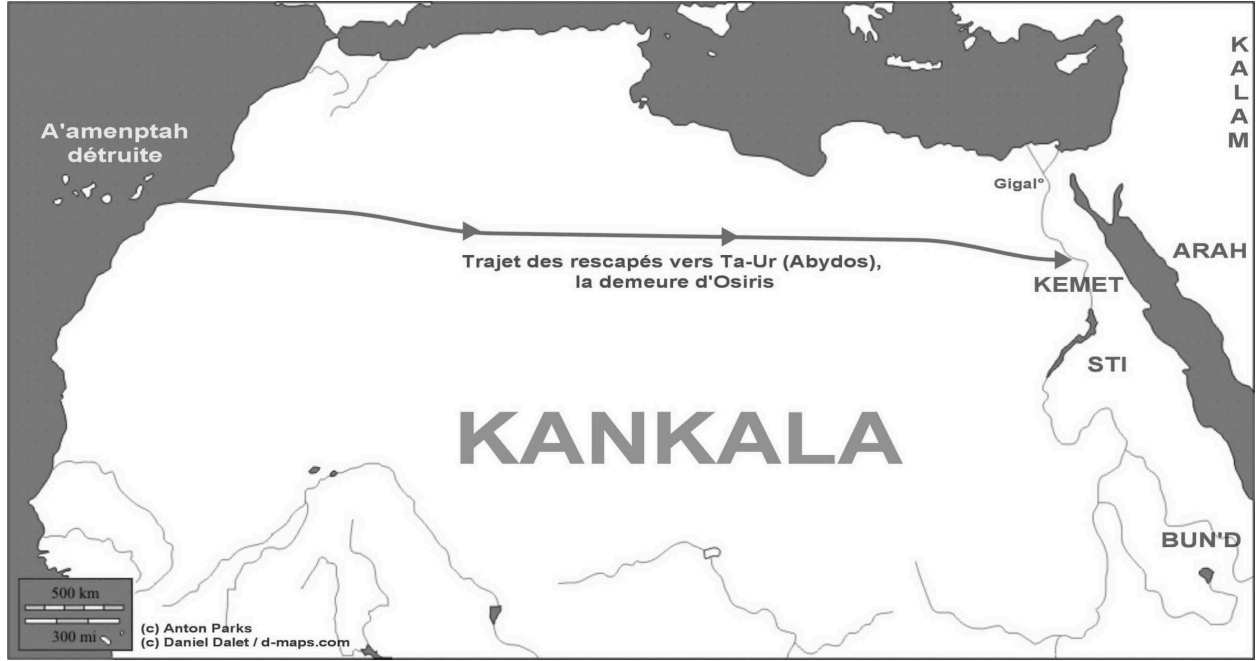 KALAM
A'amenptah
détruite
Gigal°
ARAH
Trajet des rescapés vers Ta-Ur (Abydos),
la demeure d'Osiris
KEMET
STI
KANKALA
BUN'D
500 km
300 mi
(c) Anton Parks
(c) Daniel Dalet / d-maps.com